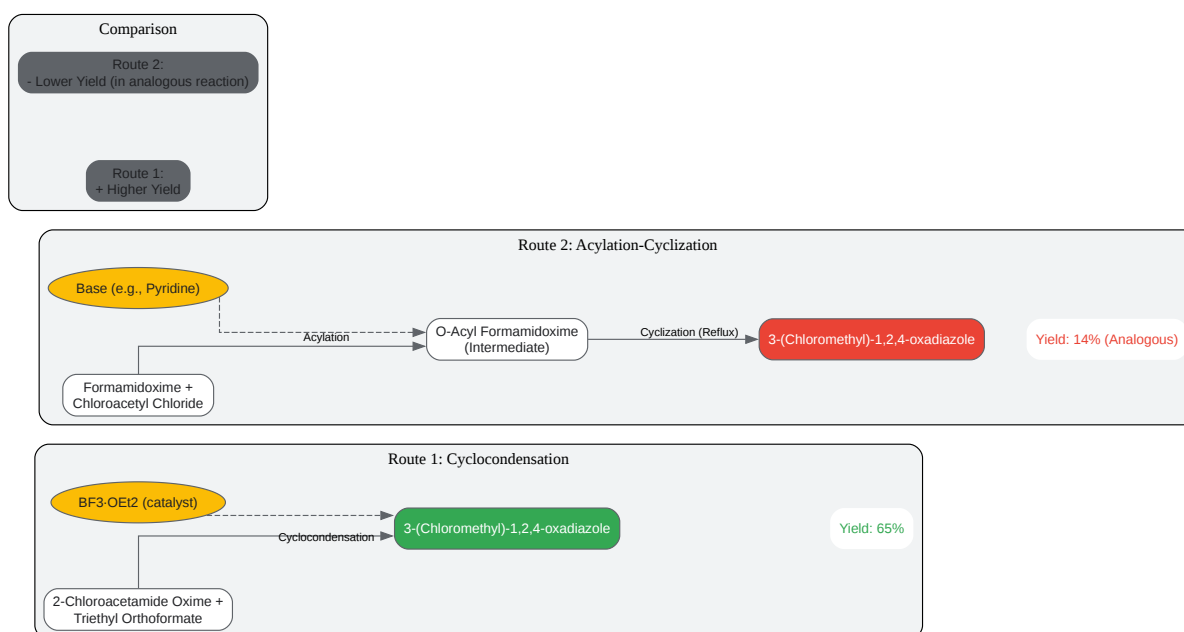 Comparison
Route 2:
- Lower Yield (in analogous reaction)
Route 1:
+ Higher Yield
Route 2: Acylation-Cyclization
Base (e.g., Pyridine)
Acylation
Formamidoxime +
Chloroacetyl Chloride
O-Acyl Formamidoxime
(Intermediate)
Cyclization (Reflux)
3-(Chloromethyl)-1,2,4-oxadiazole
Yield: 14% (Analogous)
Route 1: Cyclocondensation
BF3·OEt2 (catalyst)
Cyclocondensation
2-Chloroacetamide Oxime +
Triethyl Orthoformate
3-(Chloromethyl)-1,2,4-oxadiazole
Yield: 65%